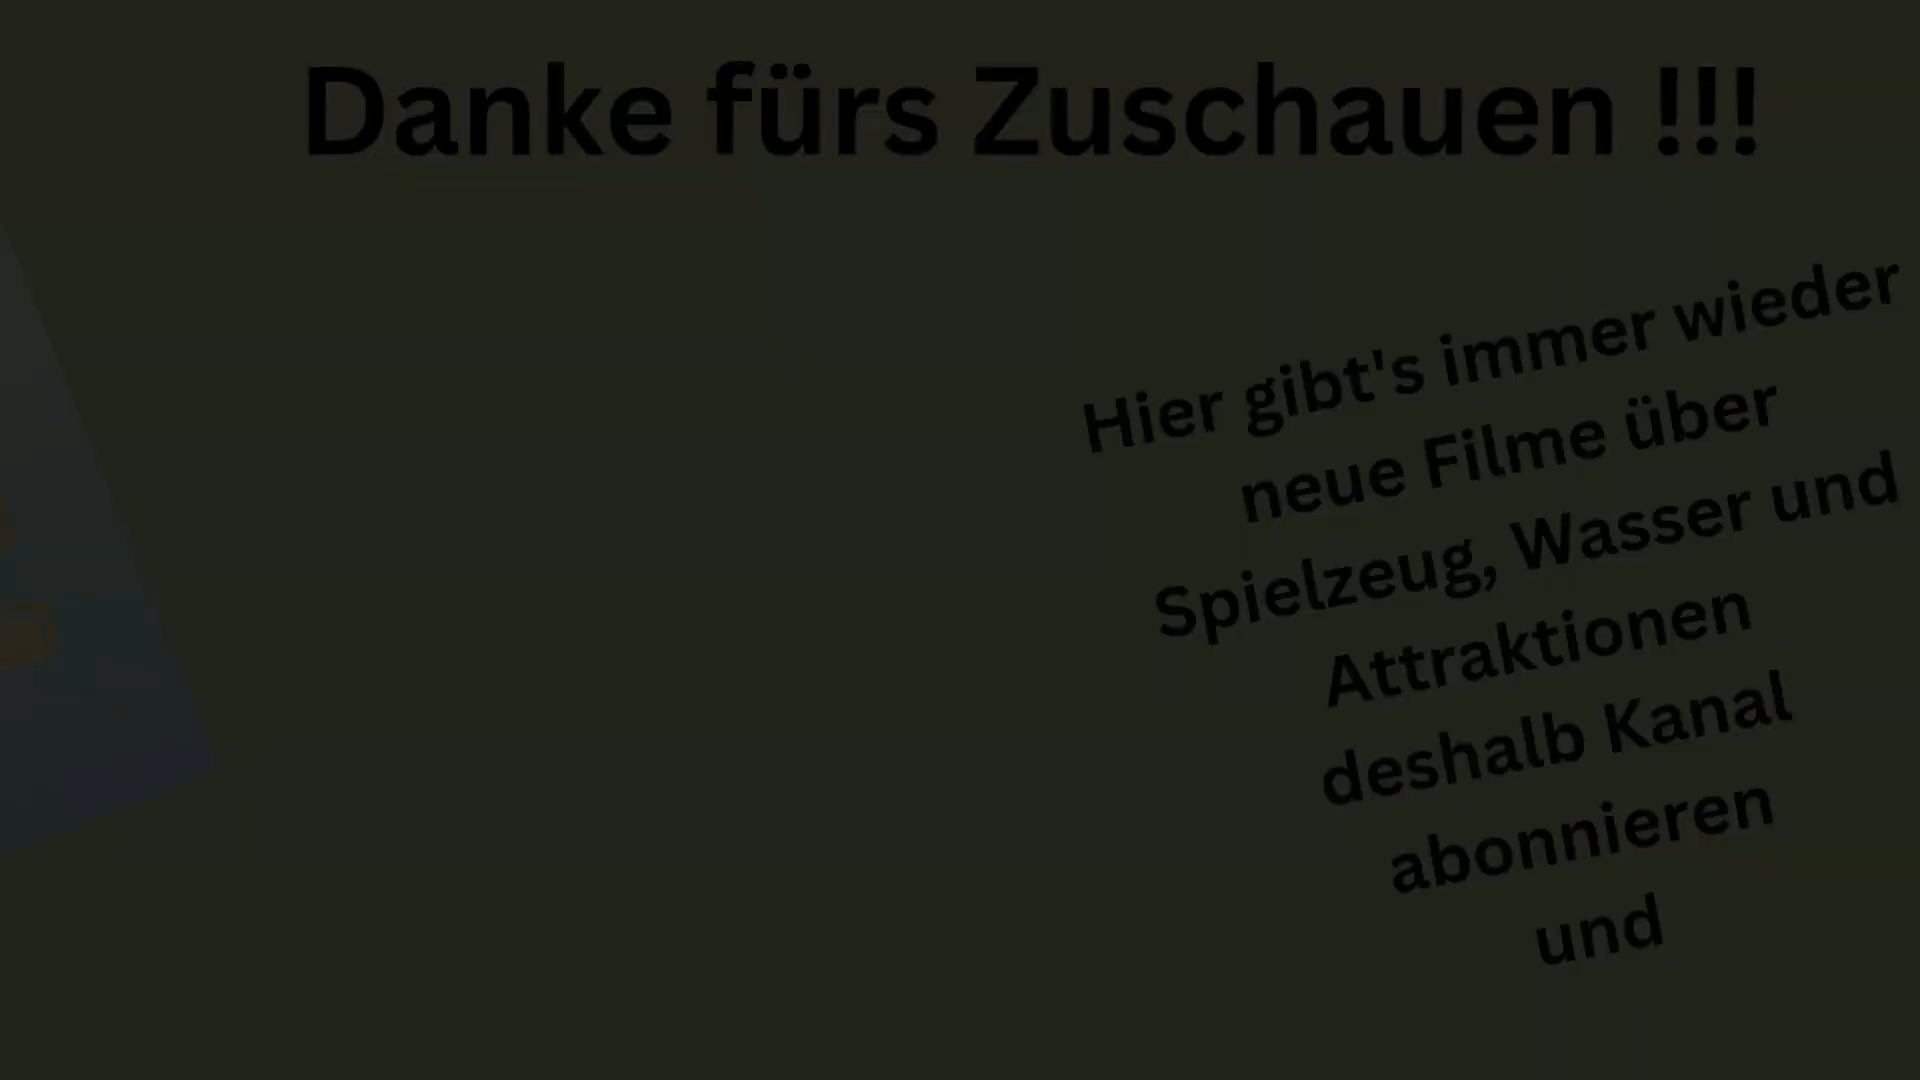 Danke fürs Zuschauen !!!
Hier gibt's immer wieder
neue Filme über
Spielzeug, Wasser und
Attraktionen
deshalb Kanal
abonnieren
und